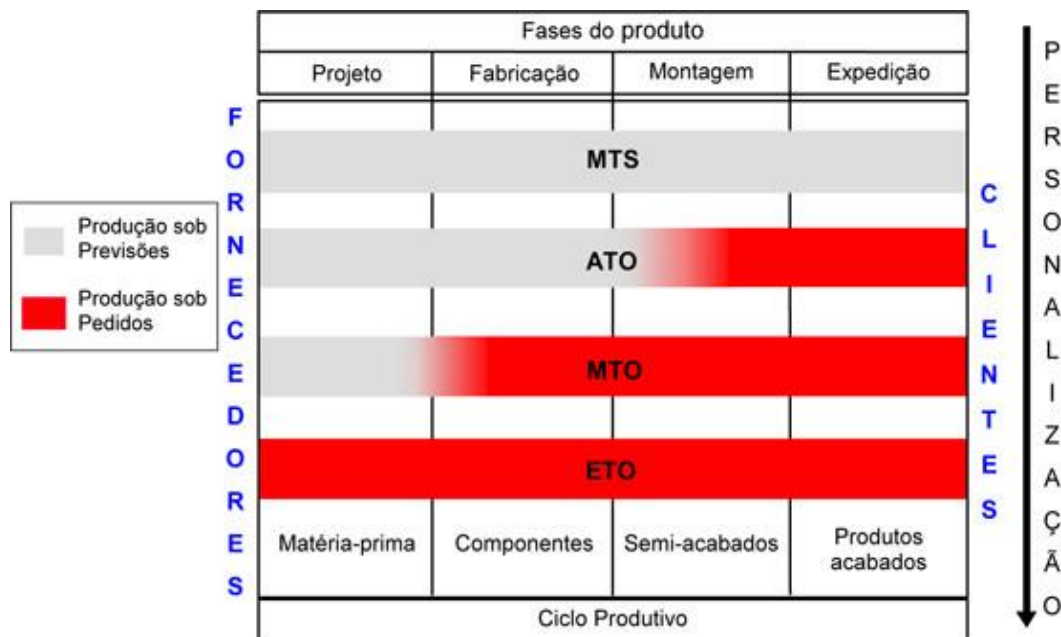 Fases do produto
Projeto
Fabricação
Montagem
Expedição
FORNECEDORES
MTS
ATO
MTO
ETO
CLIENTES
PERSONALIZAÇÃO
Produção sob
Previsões
Produção sob
Pedidos
Matéria-prima
Componentes
Semi-acabados
Produtos
acabados
Ciclo Produtivo